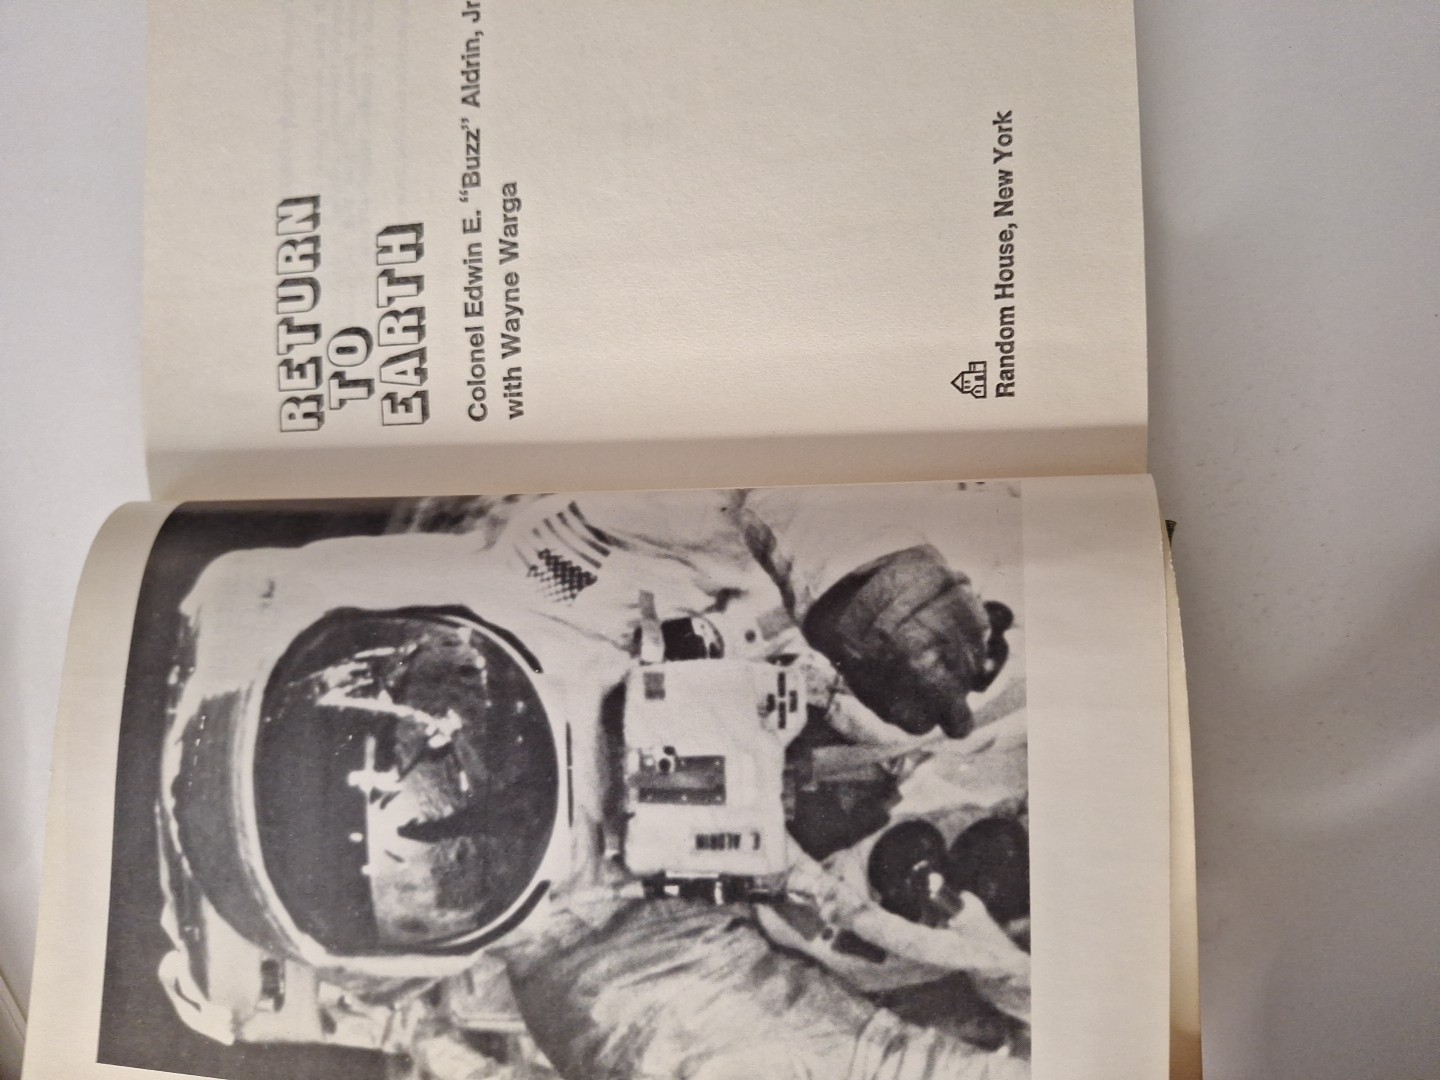 RETURN
TO
EARTH
Colonel Edwin E. “Buzz” Aldrin, Jr
with Wayne Warga
Random House, New York
E. ALDRIN